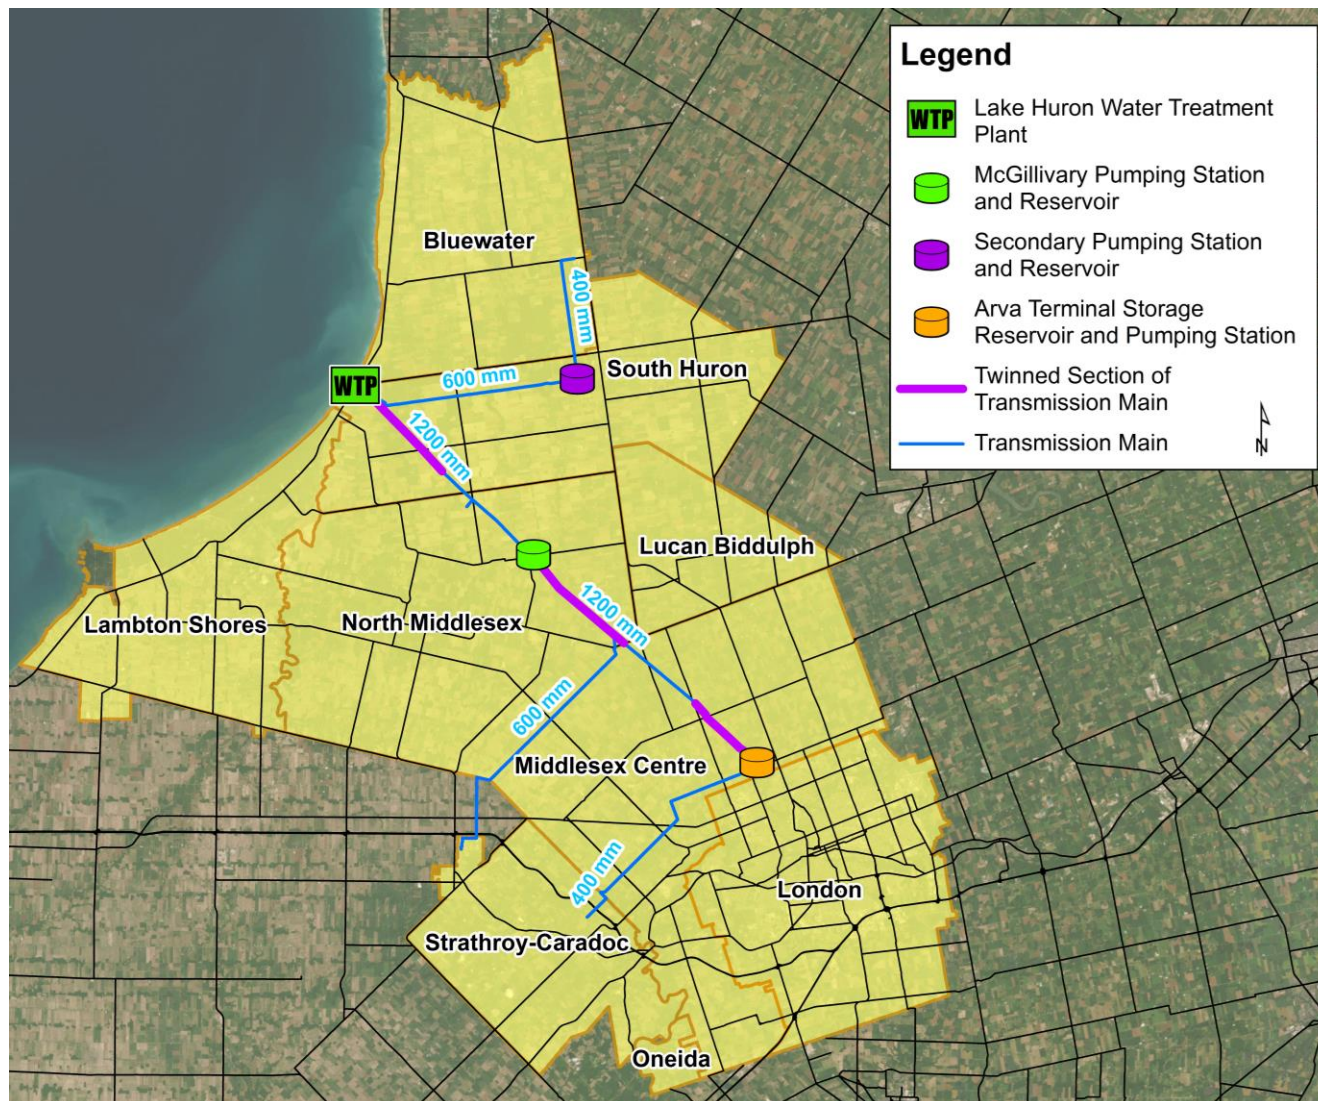 Legend
WTP
Lake Huron Water Treatment
Plant
McGillivary Pumping Station
and Reservoir
Secondary Pumping Station
and Reservoir
Arva Terminal Storage
Reservoir and Pumping Station
Twinned Section of
Transmission Main
Transmission Main
N
Bluewater
400 mm
South Huron
600 mm
WTP
1200 mm
Lucan Biddulph
1200 mm
Lambton Shores
North Middlesex
600 mm
Middlesex Centre
400 mm
London
Strathroy-Caradoc
Oneida